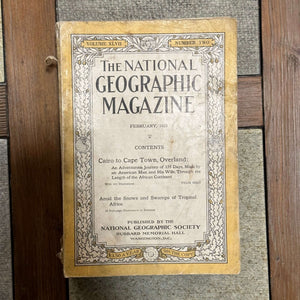 VOLUME XLVII NUMBER TWO
THE NATIONAL
GEOGRAPHIC
MAGAZINE
FEBRUARY, 1925
CONTENTS
Cairo to Cape Town, Overland:
An Adventurous Journey of 135 Days, Made by
an American Man and His Wife, Through the
Length of the African Continent
With Illustrations
Amid the Snows and Swamps of Tropical
Africa
PUBLISHED BY THE
NATIONAL GEOGRAPHIC SOCIETY
HUBBARD MEMORIAL HALL
WASHINGTON, D.C.